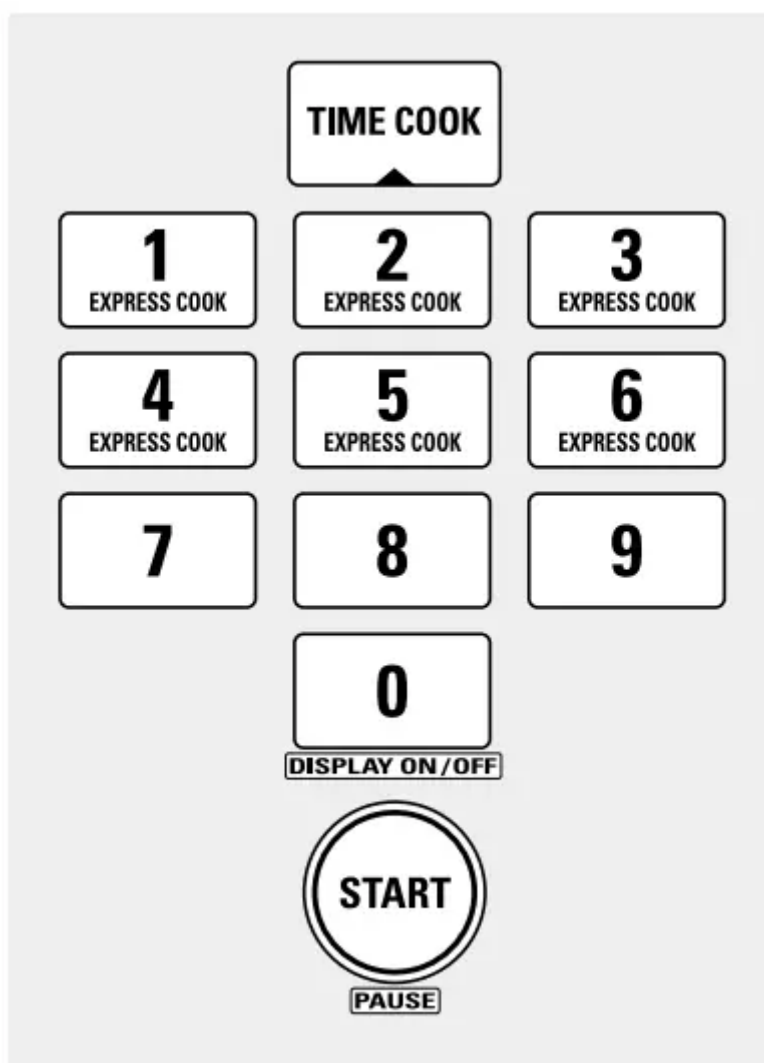 TIME COOK
1 2 3
EXPRESS COOK EXPRESS COOK EXPRESS COOK
4 5 6
EXPRESS COOK EXPRESS COOK EXPRESS COOK
7 8 9
0
DISPLAY ON/OFF
START
PAUSE